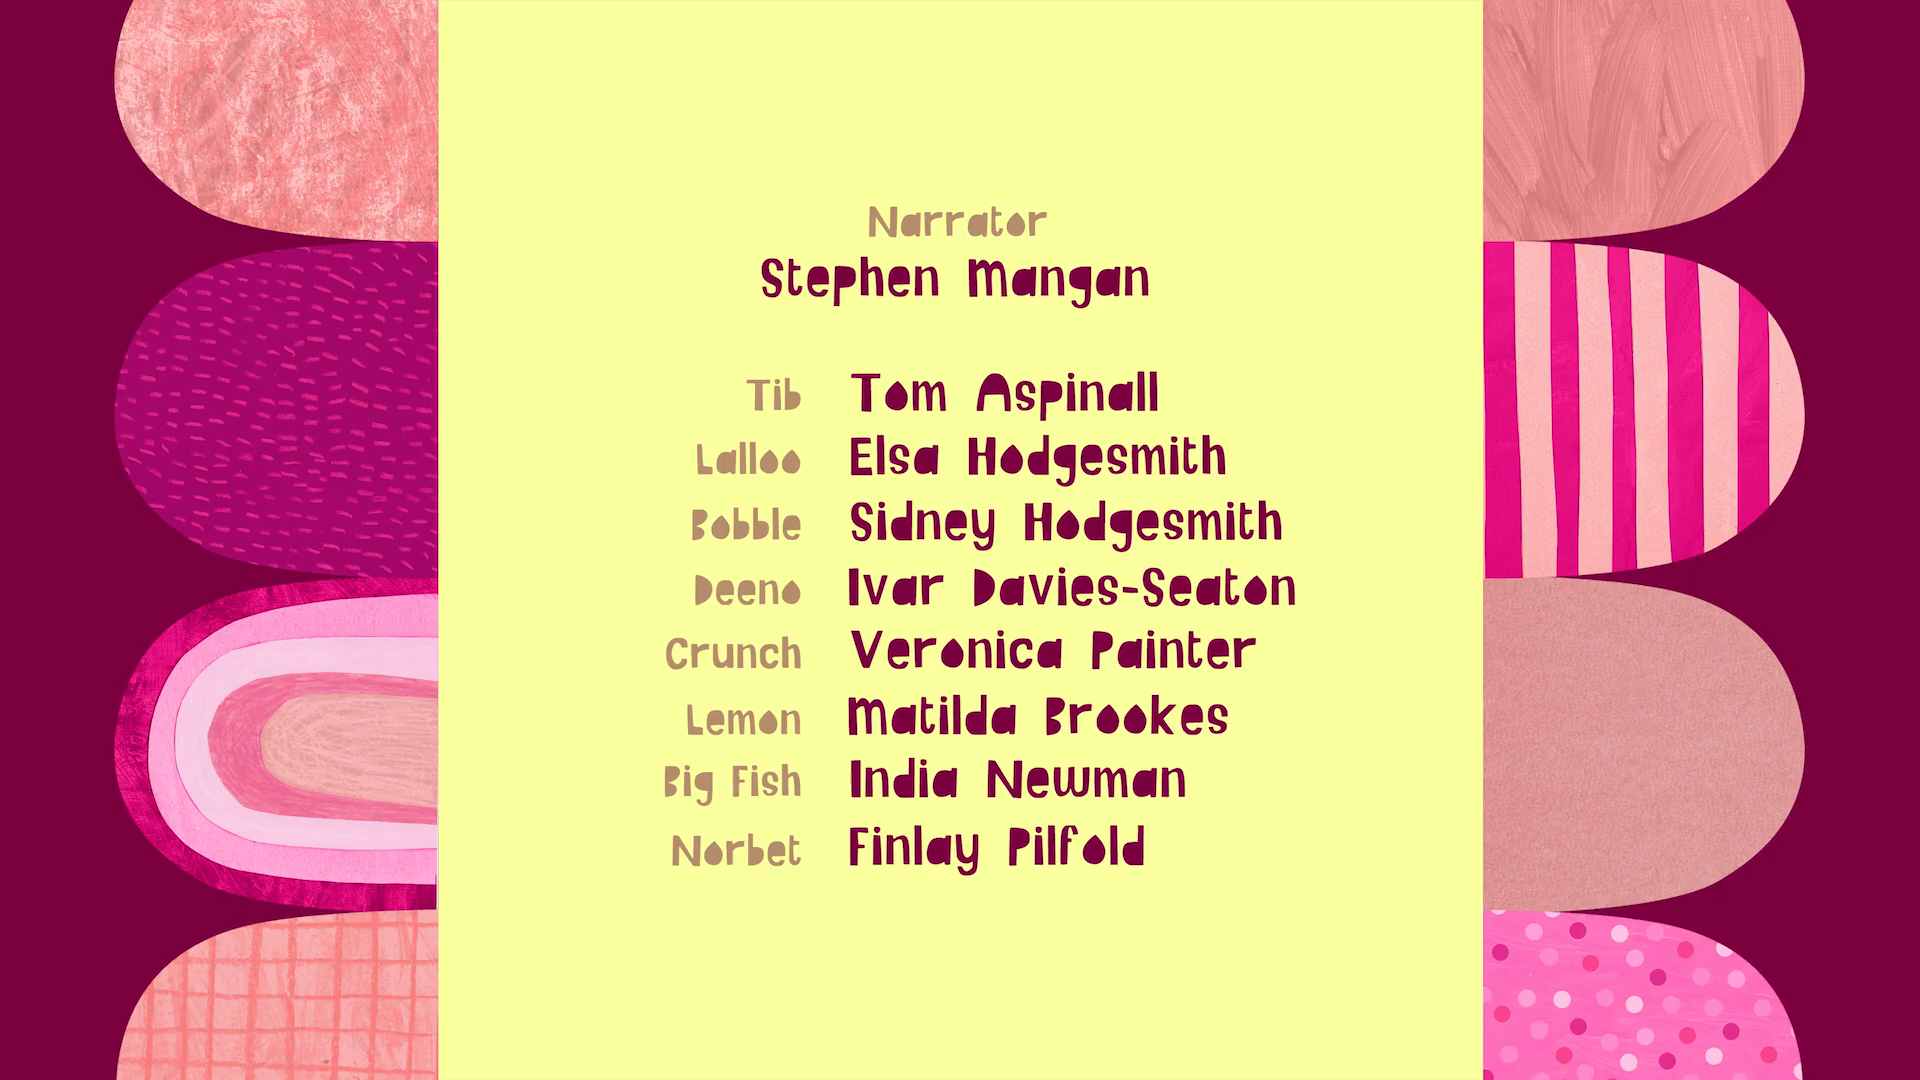 Narrator
Stephen Mangan
Tib Tom Aspinall
Lalloo Elsa Hodgesmith
Bobble Sidney Hodgesmith
Deeno Ivar Davies-Seaton
Crunch Veronica Painter
Lemon Matilda Brookes
Big Fish India Newman
Norbet Finlay Pilfold